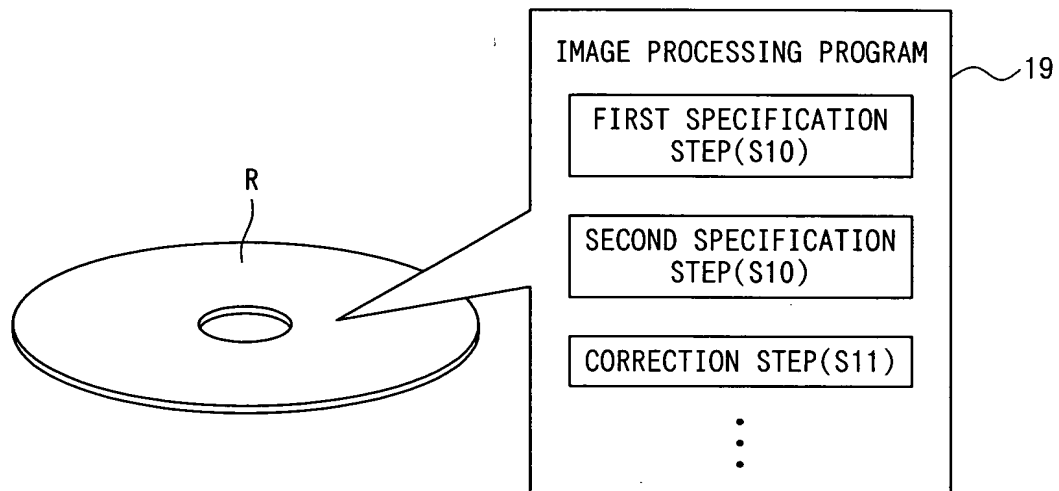 IMAGE PROCESSING PROGRAM
19
FIRST SPECIFICATION
STEP(S10)
R
SECOND SPECIFICATION
STEP(S10)
CORRECTION STEP(S11)